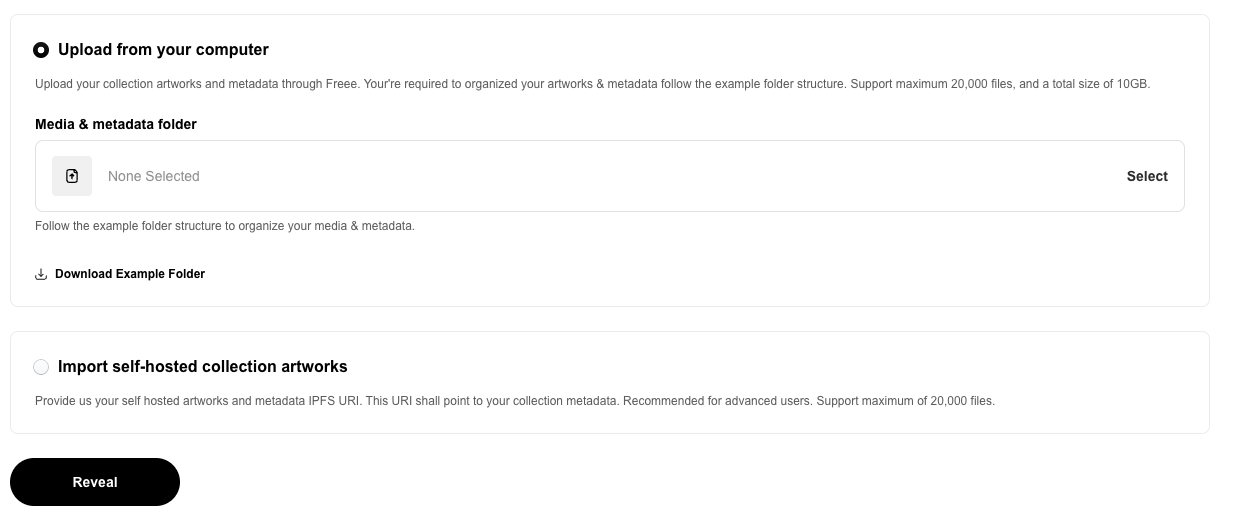 Upload from your computer
Upload your collection artworks and metadata through Freee. Your're required to organized your artworks & metadata follow the example folder structure. Support maximum 20,000 files, and a total size of 10GB.
Media & metadata folder
None Selected
Select
Follow the example folder structure to organize your media & metadata.
Download Example Folder
Import self-hosted collection artworks
Provide us your self hosted artworks and metadata IPFS URI. This URI shall point to your collection metadata. Recommended for advanced users. Support maximum of 20,000 files.
Reveal